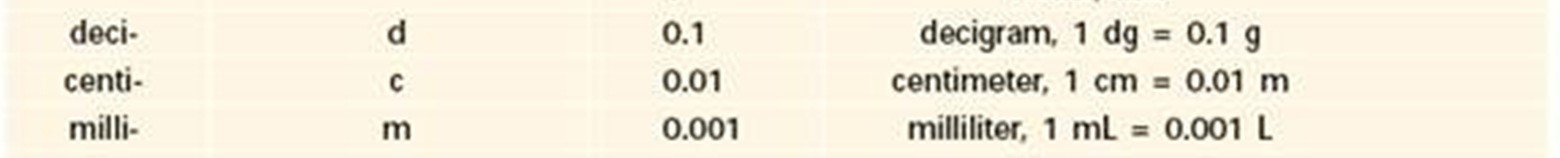 deci- d 0.1 decigram, 1 dg = 0.1 g
centi- c 0.01 centimeter, 1 cm = 0.01 m
milli- m 0.001 milliliter, 1 mL = 0.001 L